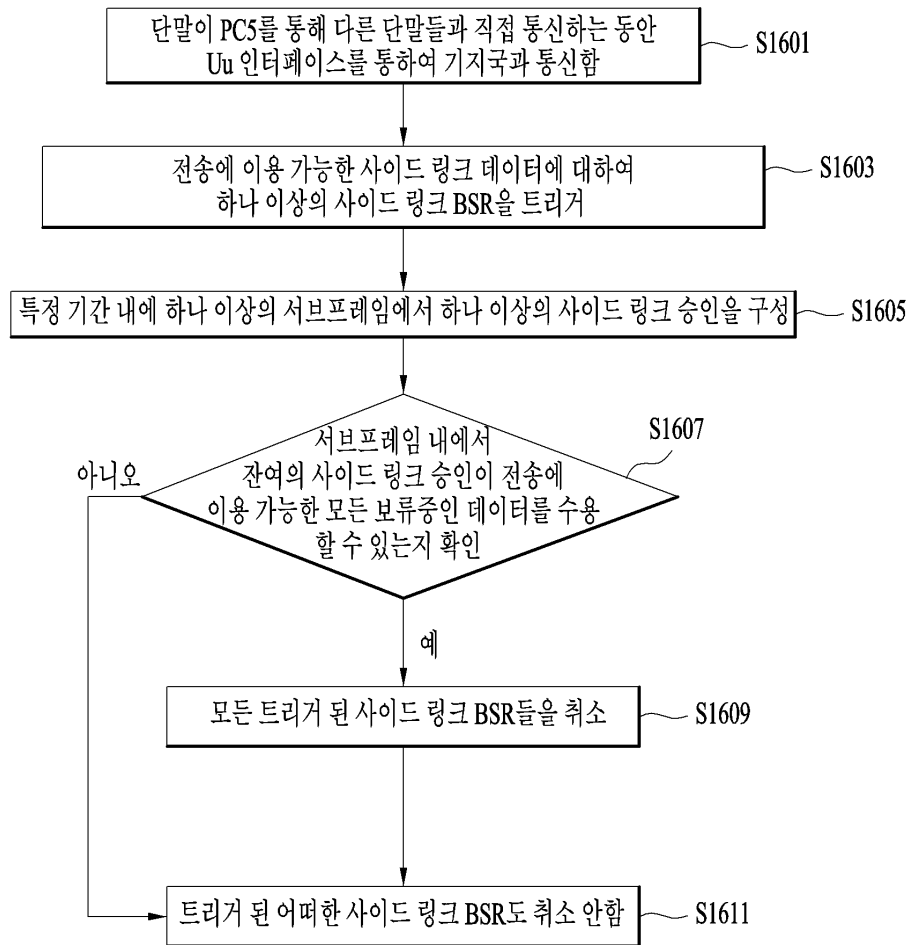 단말이 PC5를 통해 다른 단말들과 직접 통신하는 동안
Uu 인터페이스를 통하여 기지국과 통신함
S1601
전송에 이용 가능한 사이드 링크 데이터에 대하여
하나 이상의 사이드 링크 BSR을 트리거
S1603
특정 기간 내에 하나 이상의 서브프레임에서 하나 이상의 사이드 링크 승인을 구성
S1605
서브프레임 내에서
잔여의 사이드 링크 승인이 전송에
이용 가능한 모든 보류중인 데이터를 수용
할 수 있는지 확인
S1607
아니오
예
모든 트리거 된 사이드 링크 BSR들을 취소
S1609
트리거 된 어떠한 사이드 링크 BSR도 취소 안함
S1611